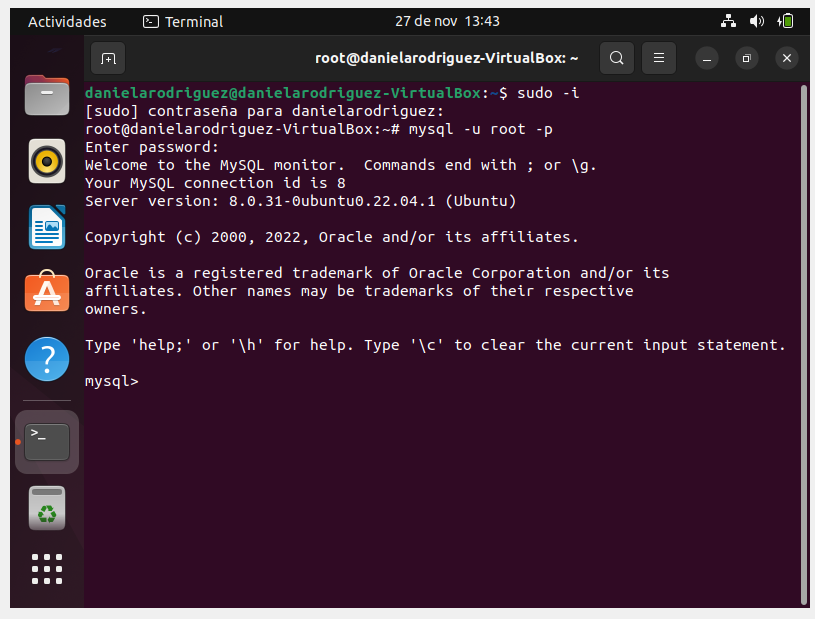 Actividades
Terminal
27 de nov 13:43
root@danielarodriguez-VirtualBox: ~
danielarodriguez@danielarodriguez-VirtualBox:~$ sudo -i
[sudo] contraseña para danielarodriguez:
root@danielarodriguez-VirtualBox:~# mysql -u root -p
Enter password:
Welcome to the MySQL monitor.  Commands end with ; or \g.
Your MySQL connection id is 8
Server version: 8.0.31-0ubuntu0.22.04.1 (Ubuntu)
Copyright (c) 2000, 2022, Oracle and/or its affiliates.
Oracle is a registered trademark of Oracle Corporation and/or its
affiliates. Other names may be trademarks of their respective
owners.
Type 'help;' or '\h' for help. Type '\c' to clear the current input statement.
mysql>